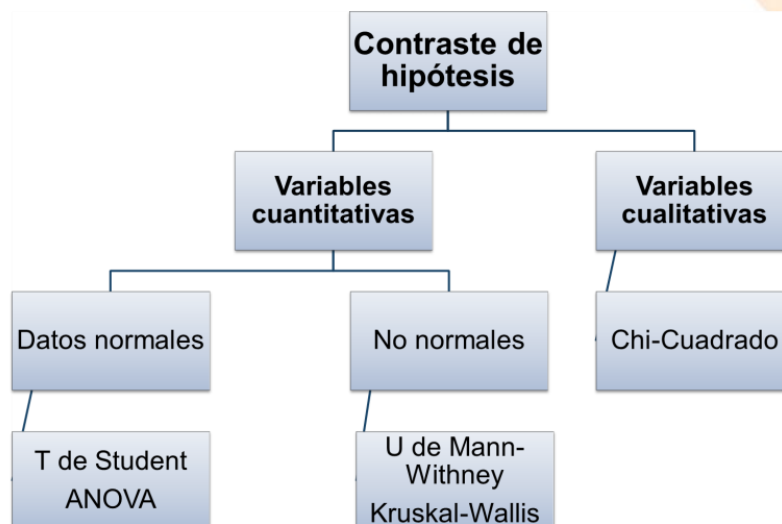 Contraste de
hipótesis
Variables
cuantitativas
Variables
cualitativas
Datos normales
No normales
Chi-Cuadrado
T de Student
ANOVA
U de Mann-
Withney
Kruskal-Wallis